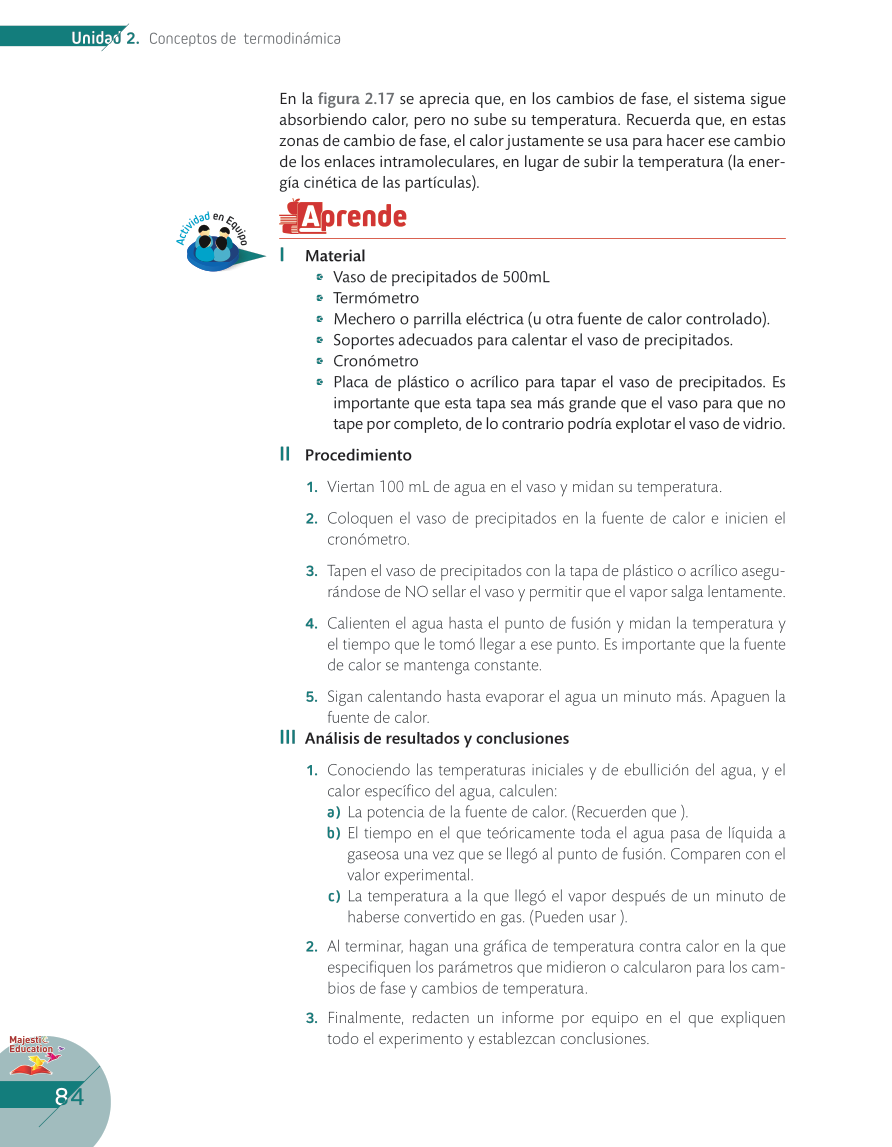 Unidad 2. Conceptos de termodinámica
En la figura 2.17 se aprecia que, en los cambios de fase, el sistema sigue
absorbiendo calor, pero no sube su temperatura. Recuerda que, en estas
zonas de cambio de fase, el calor justamente se usa para hacer ese cambio
de los enlaces intramoleculares, en lugar de subir la temperatura (la ener-
gía cinética de las partículas).
Actividad en Equipo
Aprende
I Material
Vaso de precipitados de 500mL
Termómetro
Mechero o parrilla eléctrica (u otra fuente de calor controlado).
Soportes adecuados para calentar el vaso de precipitados.
Cronómetro
Placa de plástico o acrílico para tapar el vaso de precipitados. Es
importante que esta tapa sea más grande que el vaso para que no
tape por completo, de lo contrario podría explotar el vaso de vidrio.
II Procedimiento
1. Viertan 100 mL de agua en el vaso y midan su temperatura.
2. Coloquen el vaso de precipitados en la fuente de calor e inicien el
cronómetro.
3. Tapen el vaso de precipitados con la tapa de plástico o acrílico asegu-
rándose de NO sellar el vaso y permitir que el vapor salga lentamente.
4. Calienten el agua hasta el punto de fusión y midan la temperatura y
el tiempo que le tomó llegar a ese punto. Es importante que la fuente
de calor se mantenga constante.
5. Sigan calentando hasta evaporar el agua un minuto más. Apaguen la
fuente de calor.
III Análisis de resultados y conclusiones
1. Conociendo las temperaturas iniciales y de ebullición del agua, y el
calor específico del agua, calculen:
a) La potencia de la fuente de calor. (Recuerden que ).
b) El tiempo en el que teóricamente toda el agua pasa de líquida a
gaseosa una vez que se llegó al punto de fusión. Comparen con el
valor experimental.
c) La temperatura a la que llegó el vapor después de un minuto de
haberse convertido en gas. (Pueden usar ).
2. Al terminar, hagan una gráfica de temperatura contra calor en la que
especifiquen los parámetros que midieron o calcularon para los cam-
bios de fase y cambios de temperatura.
3. Finalmente, redacten un informe por equipo en el que expliquen
todo el experimento y establezcan conclusiones.
Majestic
Education
84